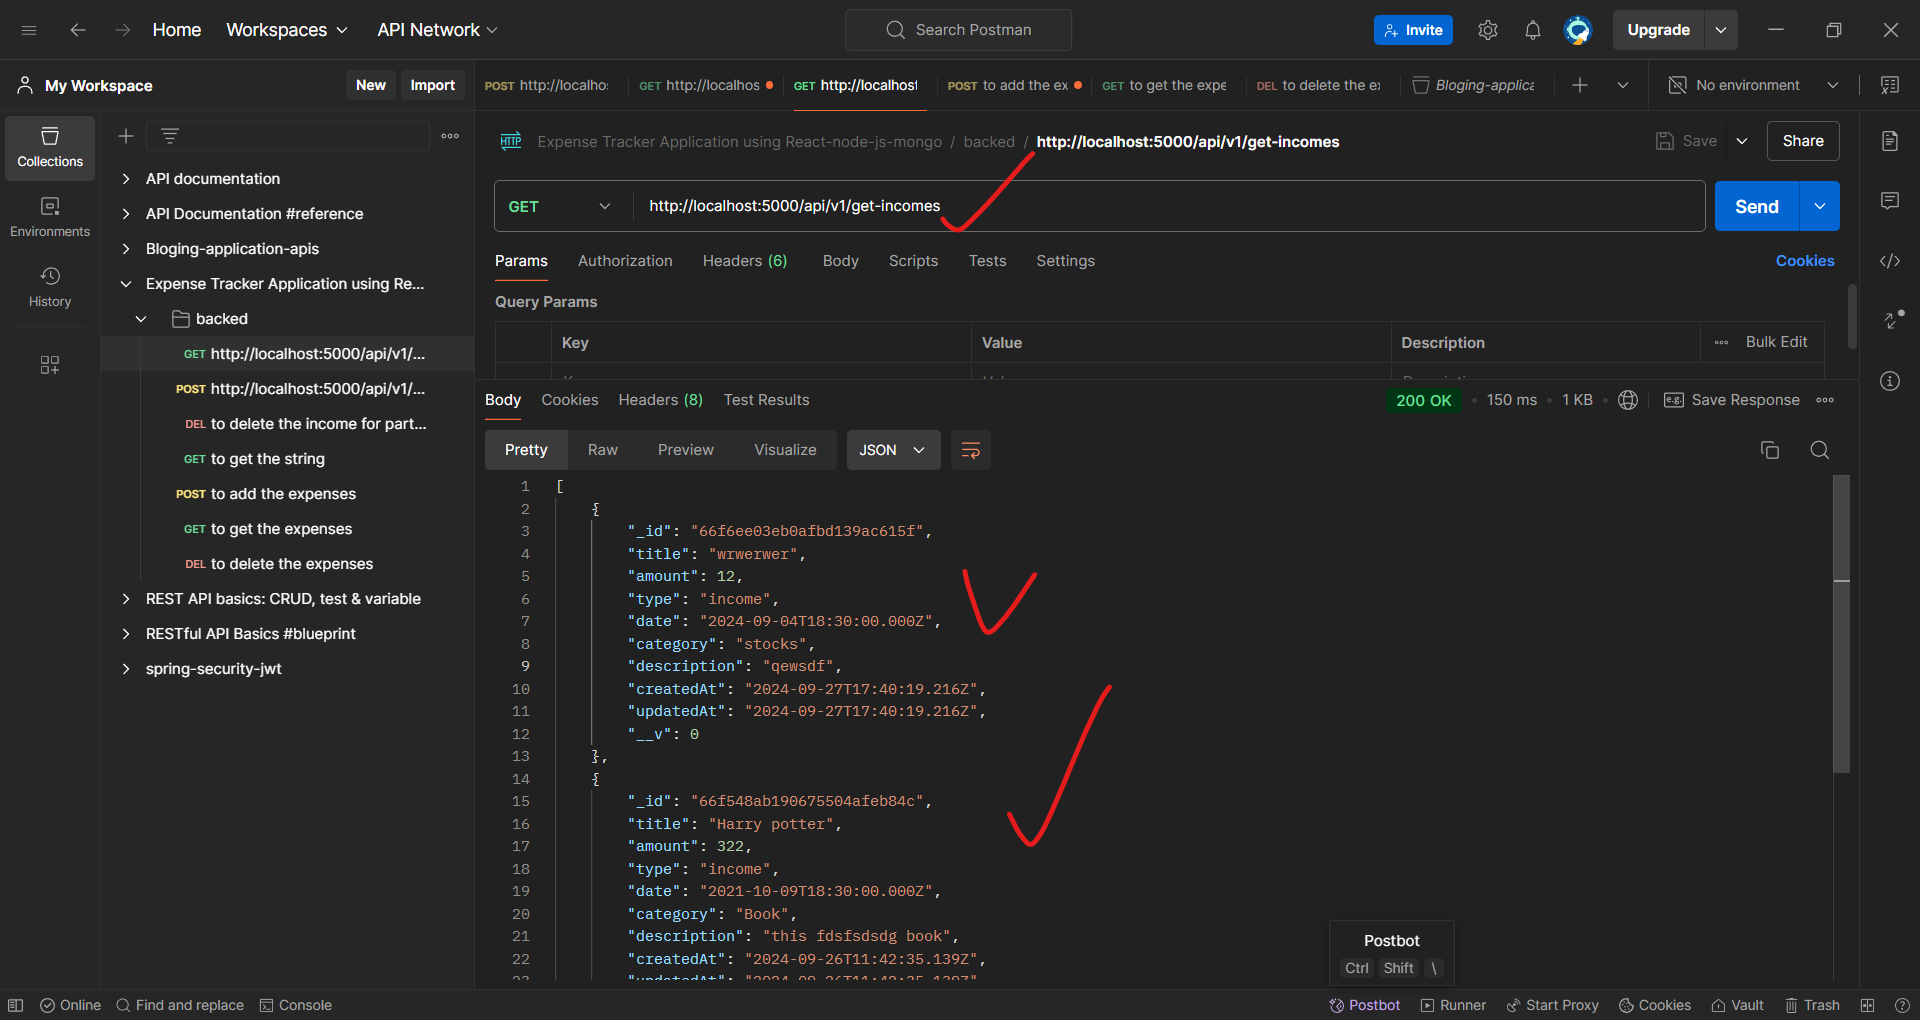 Home Workspaces API Network Search Postman Invite Upgrade
My Workspace New Import POST http://localho: GET http://localhos GET http://localhost POST to add the ex GET to get the expe DEL to delete the ex Bloging-applica No environment
Collections
Environments
History
API documentation
API Documentation #reference
Bloging-application-apis
Expense Tracker Application using Re...
backed
GET http://localhost:5000/api/v1/...
POST http://localhost:5000/api/v1/...
DEL to delete the income for part...
GET to get the string
POST to add the expenses
GET to get the expenses
DEL to delete the expenses
REST API basics: CRUD, test & variable
RESTful API Basics #blueprint
spring-security-jwt
HTTP Expense Tracker Application using React-node-js-mongo / backed / http://localhost:5000/api/v1/get-incomes Save Share
GET http://localhost:5000/api/v1/get-incomes Send
Params Authorization Headers (6) Body Scripts Tests Settings Cookies
Query Params
Key Value Description Bulk Edit
Body Cookies Headers (8) Test Results 200 OK 150 ms 1 KB e.g. Save Response
Pretty Raw Preview Visualize JSON
1 [
2 {
3 "_id": "66f6ee03eb0afbd139ac615f",
4 "title": "wrwerwer",
5 "amount": 12,
6 "type": "income",
7 "date": "2024-09-04T18:30:00.000Z",
8 "category": "stocks",
9 "description": "qewsdf",
10 "createdAt": "2024-09-27T17:40:19.216Z",
11 "updatedAt": "2024-09-27T17:40:19.216Z",
12 "__v": 0
13 },
14 {
15 "_id": "66f548ab190675504afeb84c",
16 "title": "Harry potter",
17 "amount": 322,
18 "type": "income",
19 "date": "2021-10-09T18:30:00.000Z",
20 "category": "Book",
21 "description": "this fdsfsdsdg book",
22 "createdAt": "2024-09-26T11:42:35.139Z",
23 "updatedAt": "2024-09-26T11:42:35.139Z"
Postbot
Ctrl Shift \
Online Find and replace Console Postbot Runner Start Proxy Cookies Vault Trash